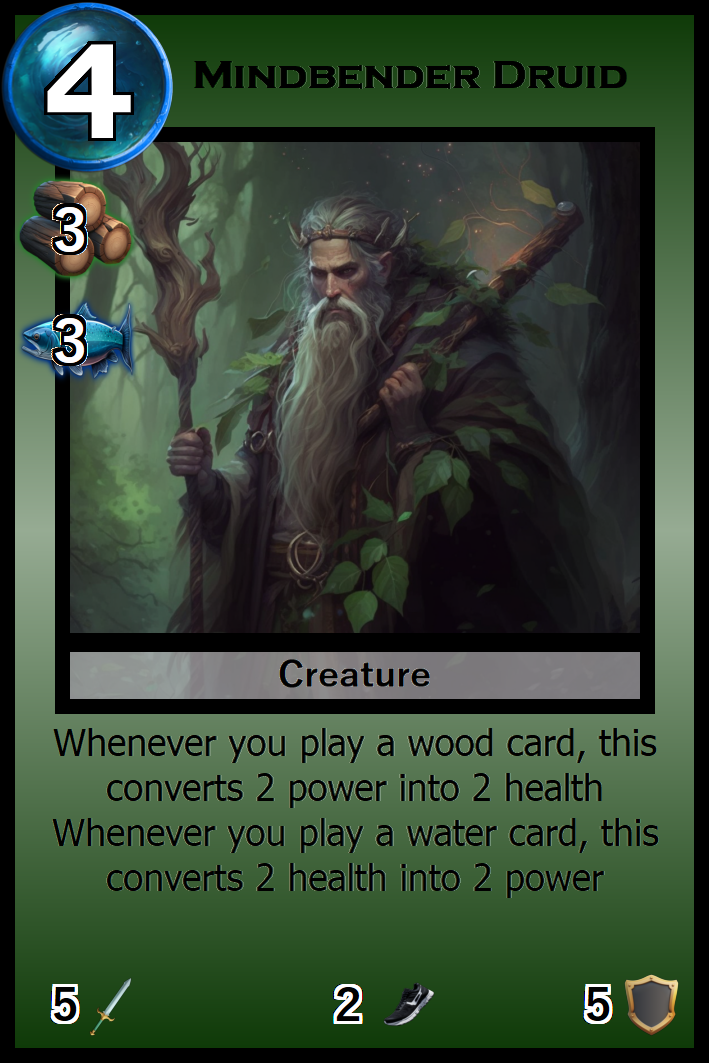 4
Mindbender Druid
3
3
Creature
Whenever you play a wood card, this
converts 2 power into 2 health
Whenever you play a water card, this
converts 2 health into 2 power
5 2 5